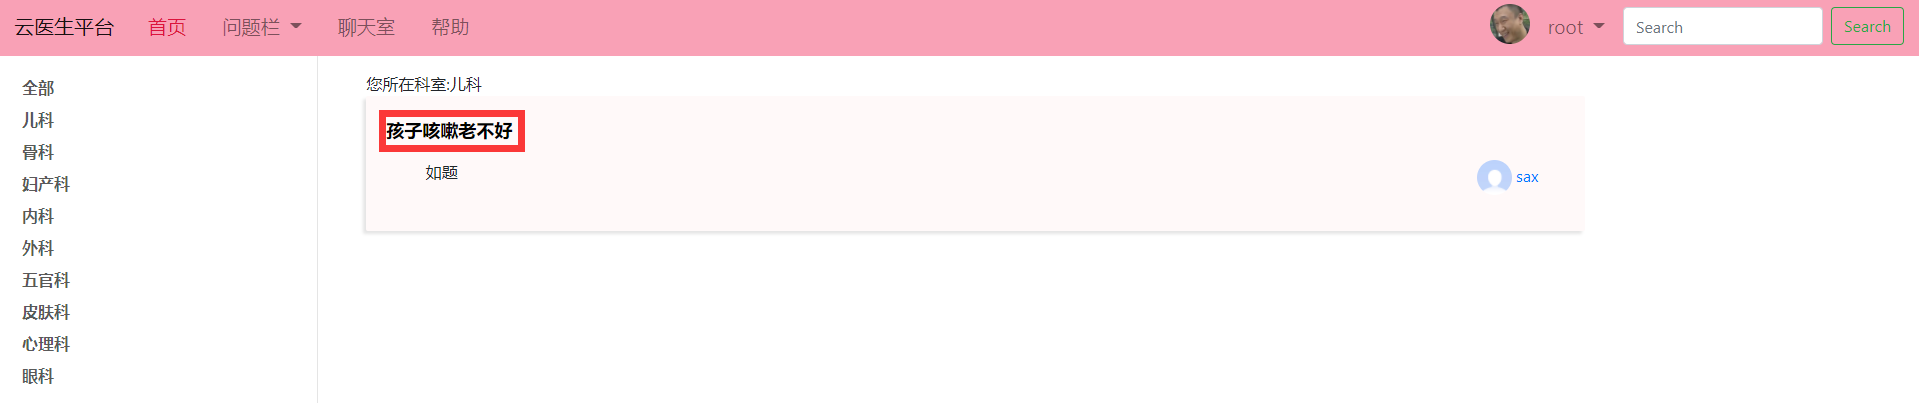 云医生平台 首页 问题栏 聊天室 帮助 root Search Search
全部
儿科
骨科
妇产科
内科
外科
五官科
皮肤科
心理科
眼科
您所在科室:儿科
孩子咳嗽老不好
如题
sax